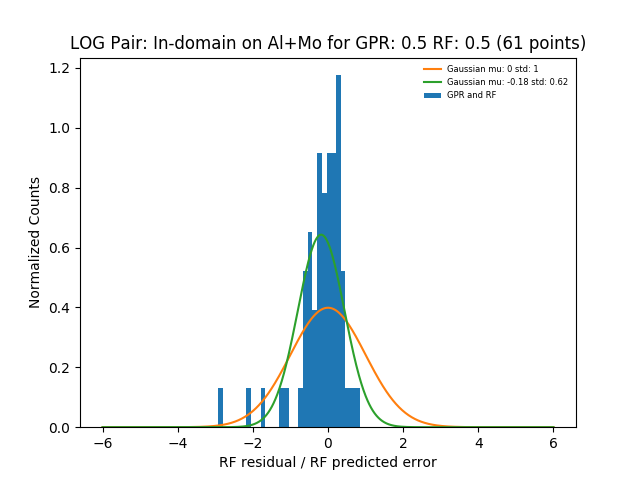 LOG Pair: In-domain on Al+Mo for GPR: 0.5 RF: 0.5 (61 points)
Gaussian mu: 0 std: 1
Gaussian mu: -0.18 std: 0.62
GPR and RF
Normalized Counts
1.2
1.0
0.8
0.6
0.4
0.2
0.0
−6 −4 −2 0 2 4 6
RF residual / RF predicted error